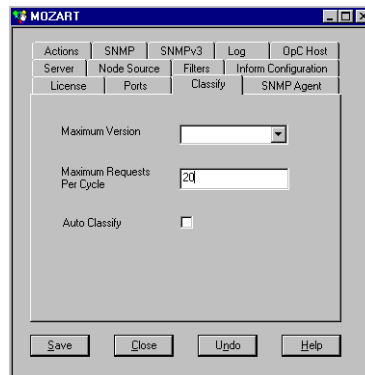 MOZART
Actions SNMP SNMPv3 Log OpC Host
Server Node Source Filters Inform Configuration
License Ports Classify SNMP Agent
Maximum Version
Maximum Requests
Per Cycle
20
Auto Classify
Save Close Undo Help